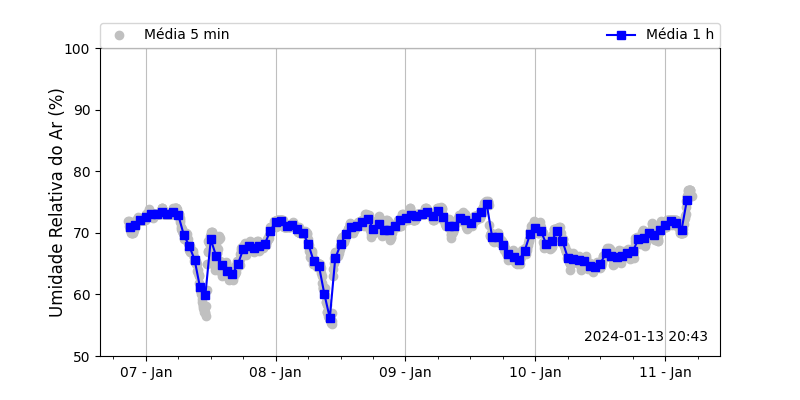 Média 5 min
Média 1 h
Umidade Relativa do Ar (%)
100
90
80
70
60
50
2024-01-13 20:43
07 - Jan
08 - Jan
09 - Jan
10 - Jan
11 - Jan